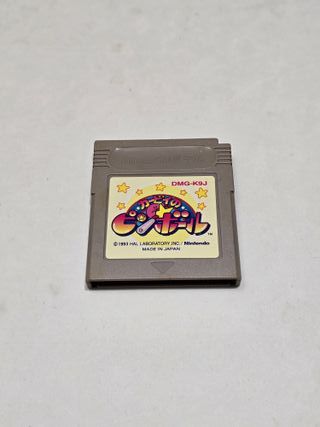 DMG-K9J
カービィの
ピンボール
TM
© 1993 HAL LABORATORY, INC. / Nintendo
MADE IN JAPAN